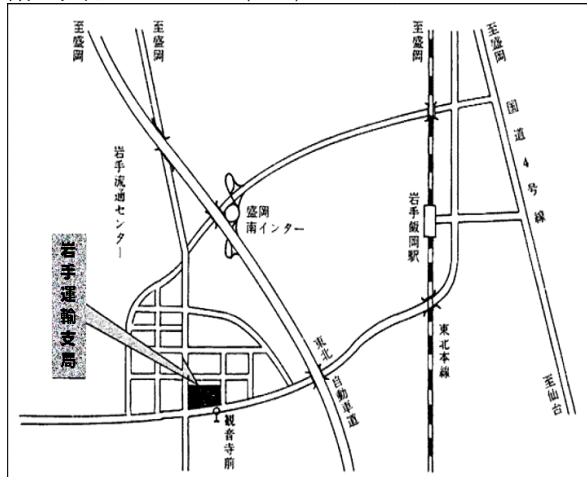 至盛岡
至盛岡
至盛岡
至盛岡
国道4号線
岩手流通センター
盛岡
南インター
岩手飯岡駅
岩手運輸支局
東北自動車道
東北本線
観音寺前
至仙台